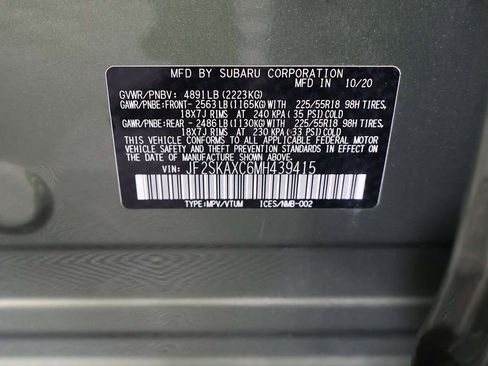 MFD BY SUBARU CORPORATION
MFD IN 10/20
GVWR/PNBV: 4891LB (2223KG)
GAWR/PNBE:FRONT- 2563 LB (1165KG) WITH 225/55R18 98H TIRES,
18X7J RIMS AT 240 KPA (35 PSI) COLD
GAWR/PNBE:REAR - 2486 LB (1130KG) WITH 225/55R18 98H TIRES,
18X7J RIMS AT 230 KPA (33 PSI) COLD
THIS VEHICLE CONFORMS TO ALL APPLICABLE FEDERAL MOTOR
VEHICLE SAFETY STANDARDS IN EFFECT ON THE DATE OF
MANUFACTURE SHOWN ABOVE.
VIN: JF2SKAXC6MH439415
TYPE:MPV/VTUM ICES/NMB-002